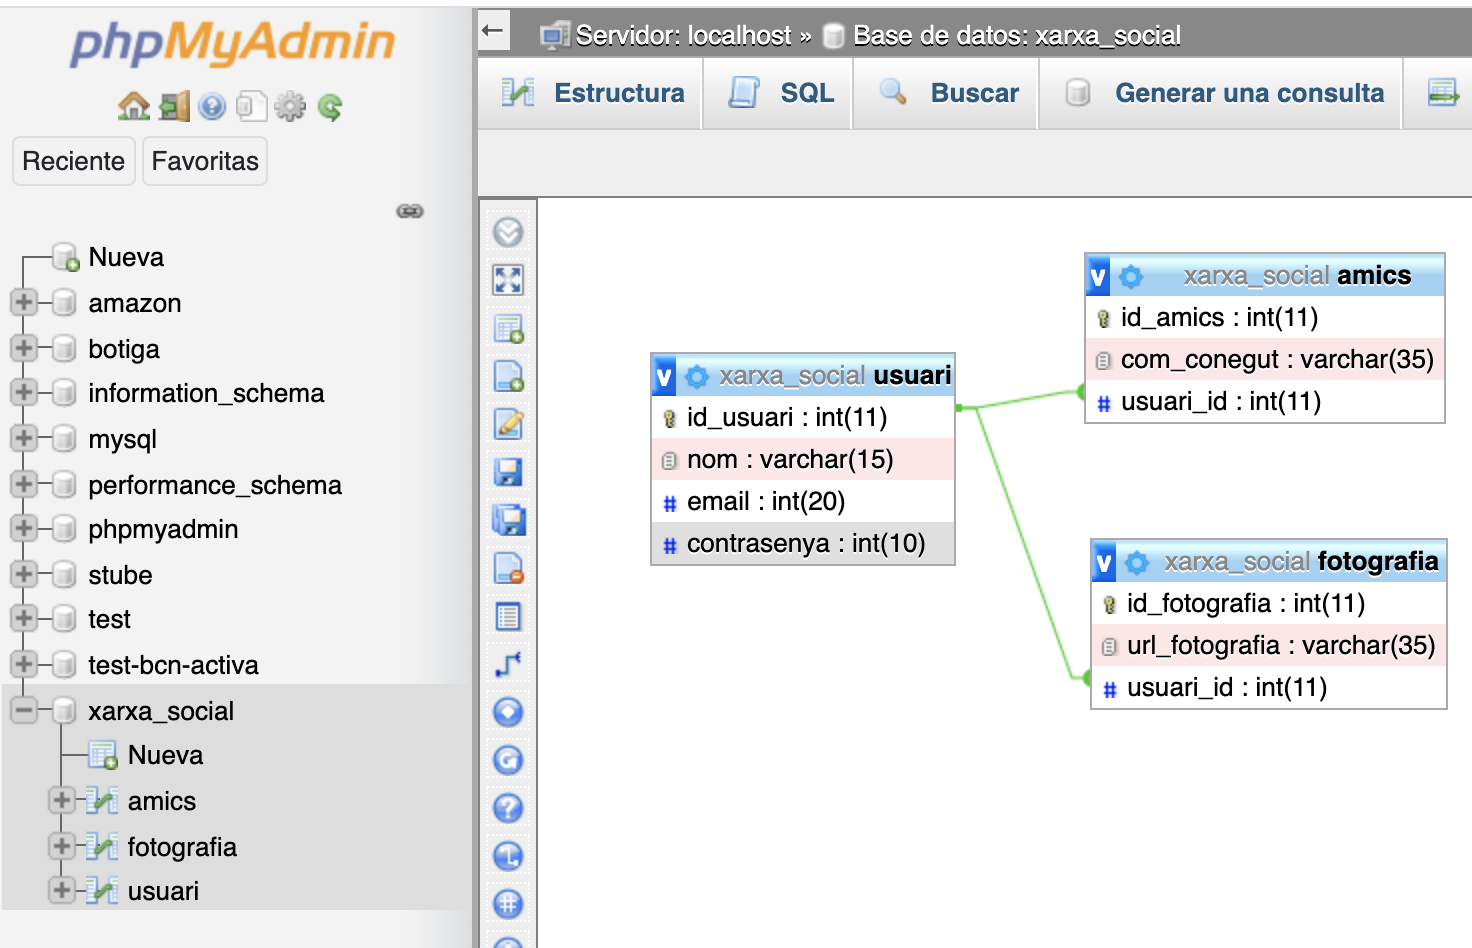 phpMyAdmin
Reciente Favoritas
Nueva
amazon
botiga
information_schema
mysql
performance_schema
phpmyadmin
stube
test
test-bcn-activa
xarxa_social
Nueva
amics
fotografia
usuari
Servidor: localhost » Base de datos: xarxa_social
Estructura SQL Buscar Generar una consulta
v xarxa_social usuari
id_usuari : int(11)
nom : varchar(15)
# email : int(20)
# contrasenya : int(10)
v xarxa_social amics
id_amics : int(11)
com_conegut : varchar(35)
# usuari_id : int(11)
v xarxa_social fotografia
id_fotografia : int(11)
url_fotografia : varchar(35)
# usuari_id : int(11)